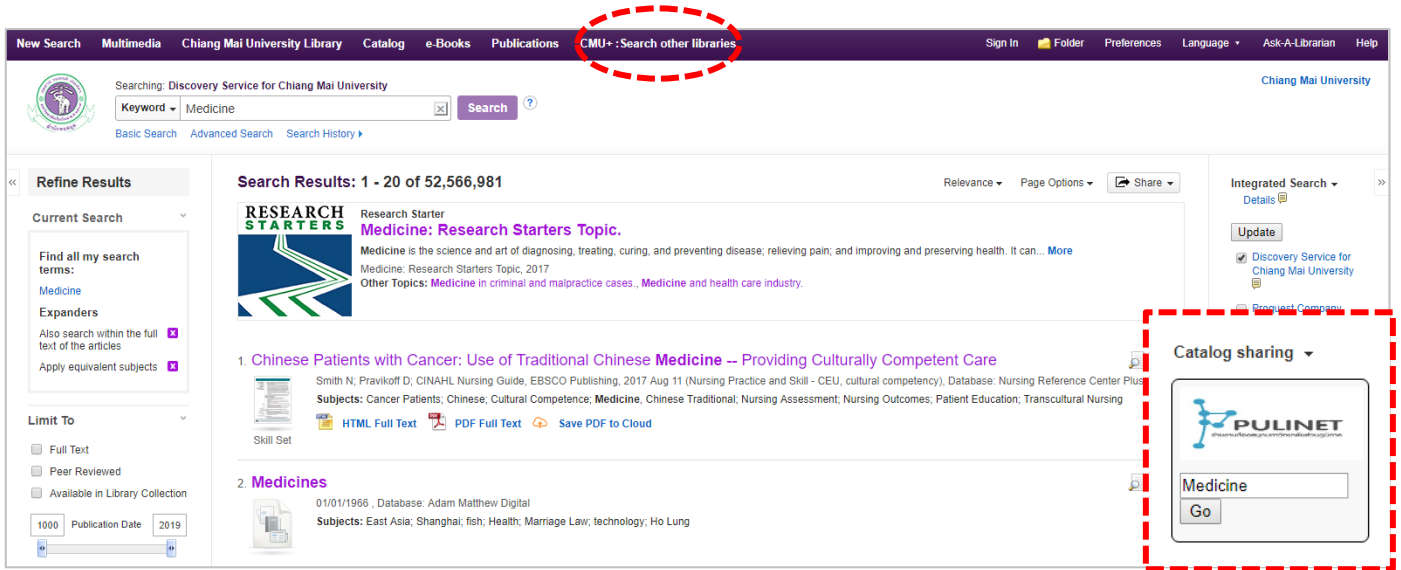 New Search Multimedia Chiang Mai University Library Catalog e-Books Publications CMU+ :Search other libraries Sign In Folder Preferences Language Ask-A-Librarian Help
Searching: Discovery Service for Chiang Mai University
Chiang Mai University
Keyword Medicine Search ?
Basic Search Advanced Search Search History
Refine Results
Current Search
Find all my search
terms:
Medicine
Expanders
Also search within the full
text of the articles
Apply equivalent subjects
Limit To
Full Text
Peer Reviewed
Available in Library Collection
1000 Publication Date 2019
Search Results: 1 - 20 of 52,566,981
Relevance Page Options Share
RESEARCH
STARTERS
Research Starter
Medicine: Research Starters Topic.
Medicine is the science and art of diagnosing, treating, curing, and preventing disease; relieving pain; and improving and preserving health. It can... More
Medicine: Research Starters Topic, 2017
Other Topics: Medicine in criminal and malpractice cases., Medicine and health care industry.
1. Chinese Patients with Cancer: Use of Traditional Chinese Medicine -- Providing Culturally Competent Care
Smith N; Pravikoff D; CINAHL Nursing Guide, EBSCO Publishing, 2017 Aug 11 (Nursing Practice and Skill - CEU, cultural competency), Database: Nursing Reference Center Plus
Subjects: Cancer Patients; Chinese; Cultural Competence; Medicine, Chinese Traditional; Nursing Assessment; Nursing Outcomes; Patient Education; Transcultural Nursing
Skill Set
HTML Full Text PDF PDF Full Text Save PDF to Cloud
2. Medicines
01/01/1966 , Database: Adam Matthew Digital
Subjects: East Asia; Shanghai; fish; Health; Marriage Law; technology; Ho Lung
Integrated Search
Details
Update
Discovery Service for
Chiang Mai University
Proquest Company
Catalog sharing
PULINET
Medicine
Go